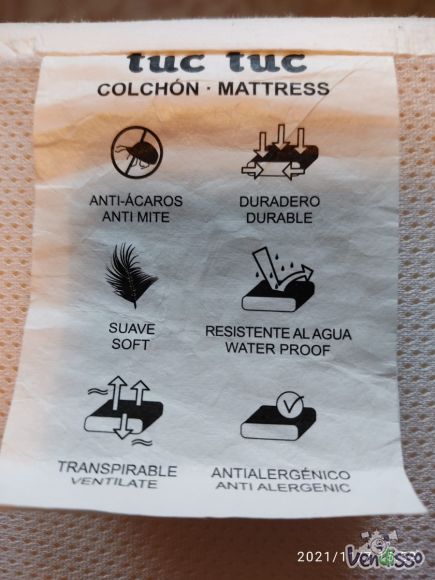 tuc tuc
COLCHÓN · MATTRESS
ANTI-ÁCAROS
ANTI MITE
DURADERO
DURABLE
SUAVE
SOFT
RESISTENTE AL AGUA
WATER PROOF
TRANSPIRABLE
VENTILATE
ANTIALERGÉNICO
ANTI ALERGENIC
Vendisso